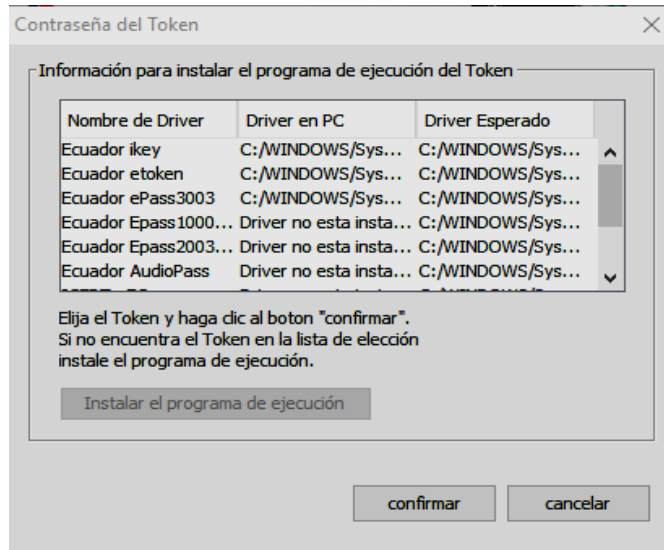 Contraseña del Token
Información para instalar el programa de ejecución del Token
Nombre de Driver Driver en PC Driver Esperado
Ecuador ikey C:/WINDOWS/Sys... C:/WINDOWS/Sys...
Ecuador etoken C:/WINDOWS/Sys... C:/WINDOWS/Sys...
Ecuador ePass3003 C:/WINDOWS/Sys... C:/WINDOWS/Sys...
Ecuador Epass1000... Driver no esta insta... C:/WINDOWS/Sys...
Ecuador Epass2003... Driver no esta insta... C:/WINDOWS/Sys...
Ecuador AudioPass Driver no esta insta... C:/WINDOWS/Sys...
Elija el Token y haga clic al boton "confirmar".
Si no encuentra el Token en la lista de elección
instale el programa de ejecución.
Instalar el programa de ejecución
confirmar cancelar